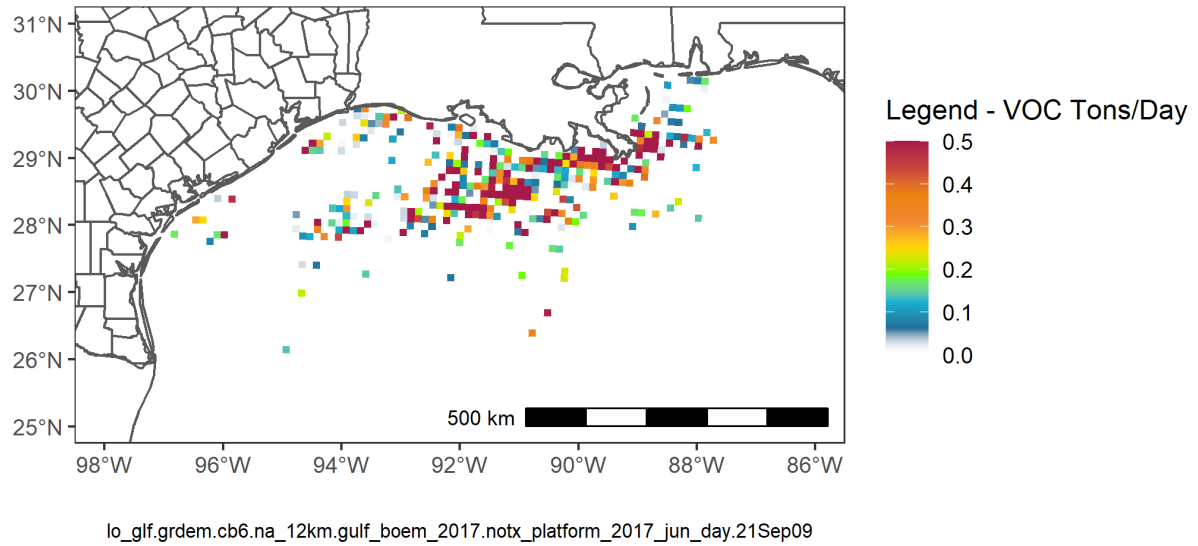 31°N
30°N
29°N
28°N
27°N
26°N
25°N
98°W 96°W 94°W 92°W 90°W 88°W 86°W
500 km
Legend - VOC Tons/Day
0.5
0.4
0.3
0.2
0.1
0.0
lo_glf.grdem.cb6.na_12km.gulf_boem_2017.notx_platform_2017_jun_day.21Sep09